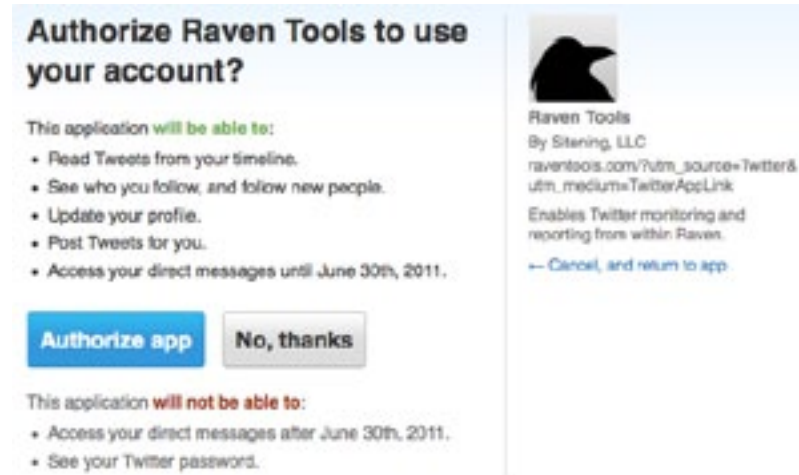 Authorize Raven Tools to use
your account?
This application will be able to:
• Read Tweets from your timeline.
• See who you follow, and follow new people.
• Update your profile.
• Post Tweets for you.
• Access your direct messages until June 30th, 2011.
Authorize app
No, thanks
This application will not be able to:
• Access your direct messages after June 30th, 2011.
• See your Twitter password.
Raven Tools
By Sitening, LLC
raventools.com/?utm_source=Twitter&
utm_medium=TwitterAppLink
Enables Twitter monitoring and
reporting from within Raven.
← Cancel, and return to app